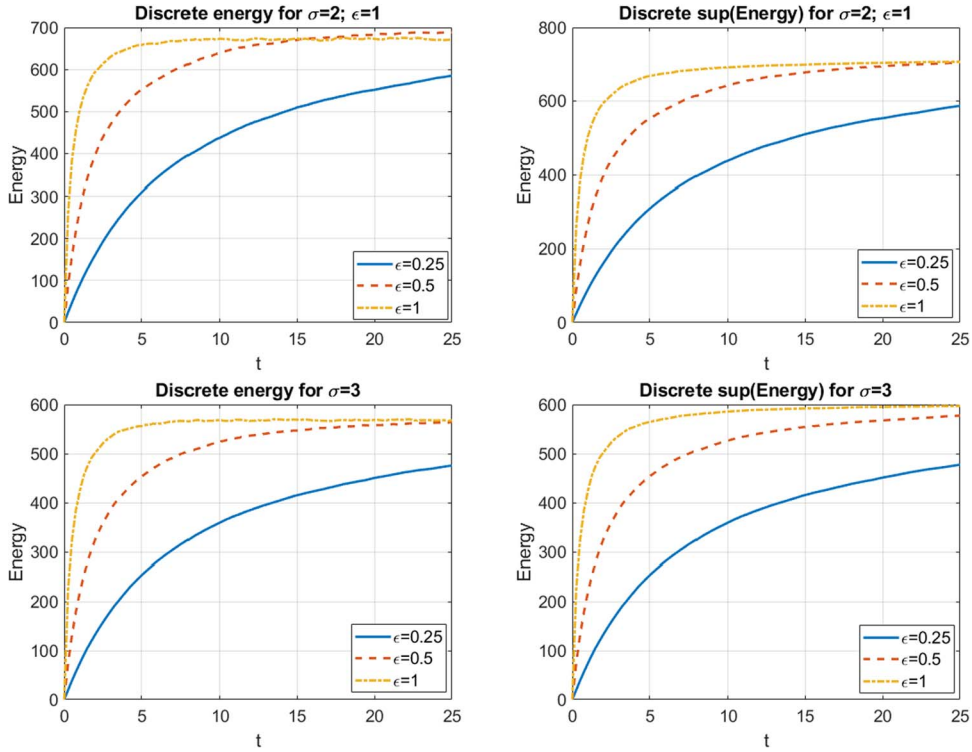 Discrete energy for σ=2; ϵ=1
700
600
500
400
300
200
100
0
Energy
0 5 10 15 20 25
t
ϵ=0.25
ϵ=0.5
ϵ=1
Discrete sup(Energy) for σ=2; ϵ=1
800
600
400
200
0
Energy
0 5 10 15 20 25
t
ϵ=0.25
ϵ=0.5
ϵ=1
Discrete energy for σ=3
600
500
400
300
200
100
0
Energy
0 5 10 15 20 25
t
ϵ=0.25
ϵ=0.5
ϵ=1
Discrete sup(Energy) for σ=3
600
500
400
300
200
100
0
Energy
0 5 10 15 20 25
t
ϵ=0.25
ϵ=0.5
ϵ=1